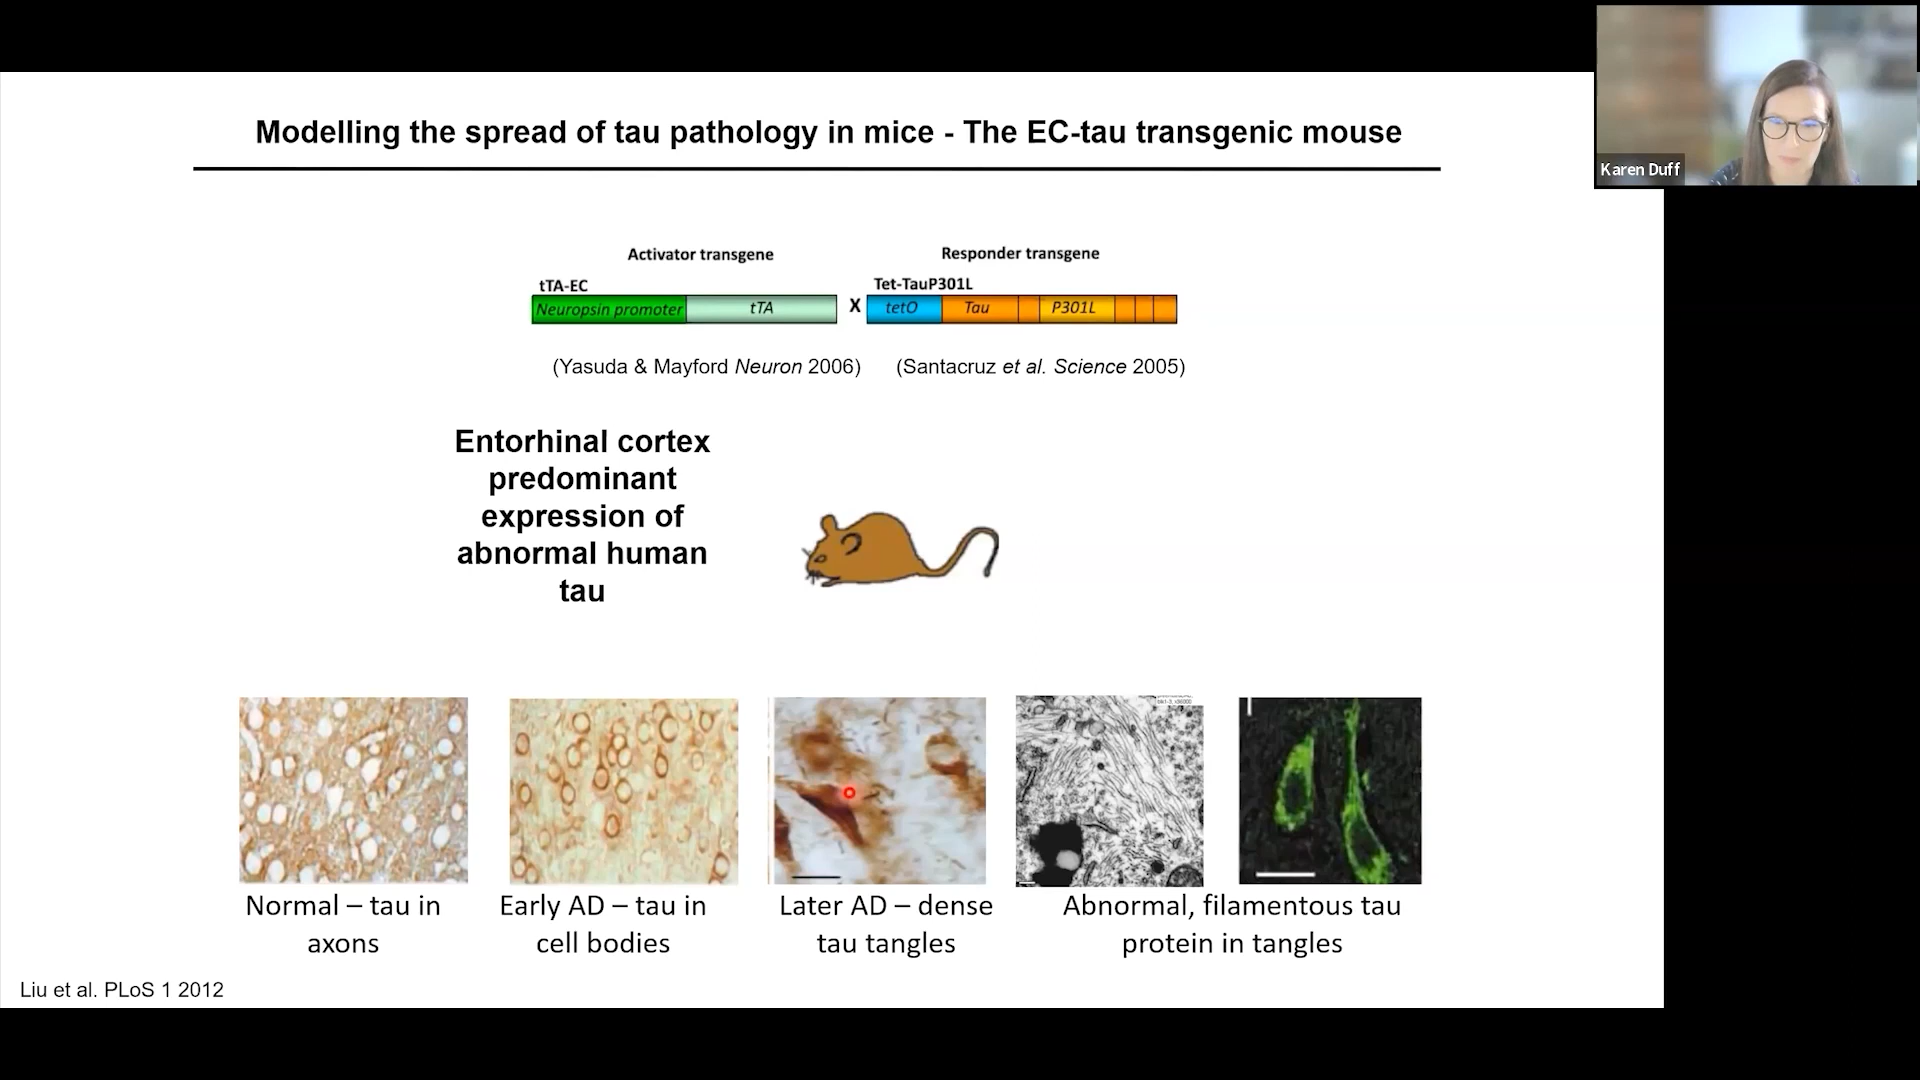 Modelling the spread of tau pathology in mice - The EC-tau transgenic mouse
Karen Duff
Activator transgene
Responder transgene
tTA-EC
Tet-TauP301L
Neuropsin promoter
tTA
X
tetO
Tau
P301L
(Yasuda & Mayford Neuron 2006)
(Santacruz et al. Science 2005)
Entorhinal cortex
predominant
expression of
abnormal human
tau
Normal – tau in
axons
Early AD – tau in
cell bodies
Later AD – dense
tau tangles
Abnormal, filamentous tau
protein in tangles
Liu et al. PLoS 1 2012